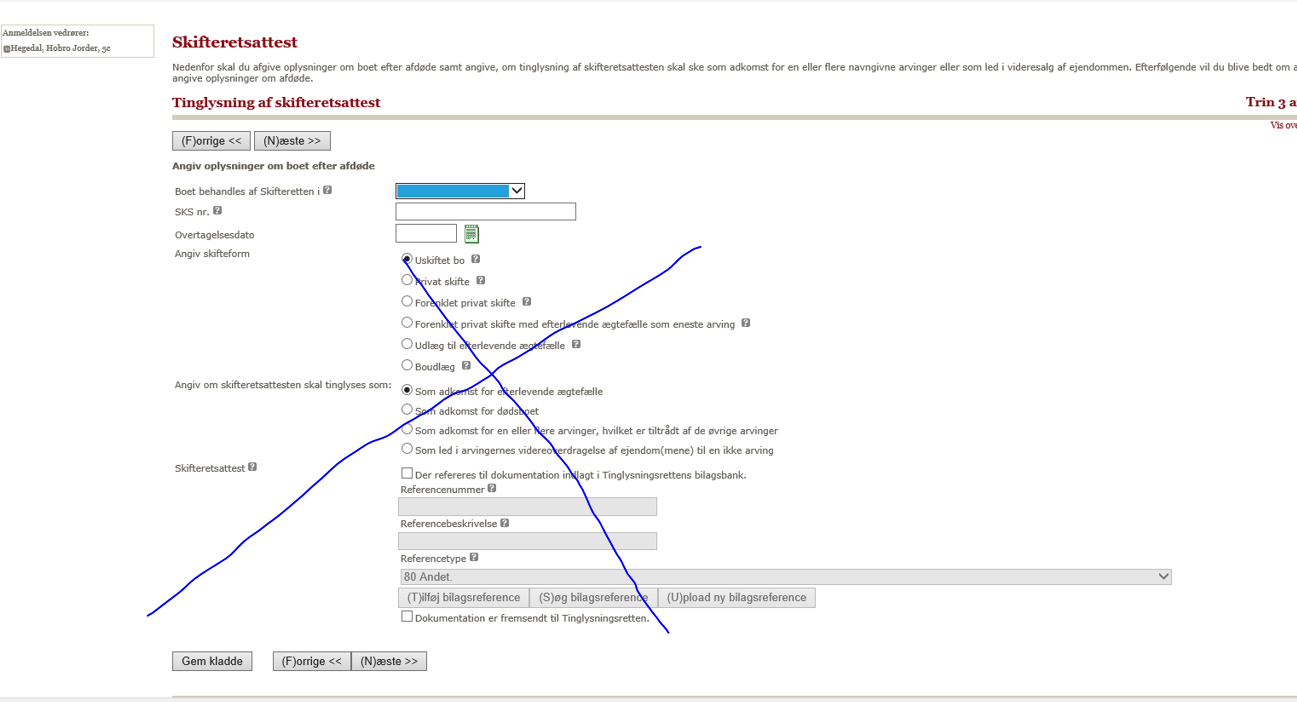 Anmeldelsen vedrører:
Hegedal, Hobro Jorder, 5c
Skifteretsattest
Nedenfor skal du afgive oplysninger om boet efter afdøde samt angive, om tinglysning af skifteretsattesten skal ske som adkomst for en eller flere navngivne arvinger eller som led i videresalg af ejendommen. Efterfølgende vil du blive bedt om a
angive oplysninger om afdøde.
Tinglysning af skifteretsattest
Trin 3 a
Vis ove
(F)orrige << (N)æste >>
Angiv oplysninger om boet efter afdøde
Boet behandles af Skifteretten i ?
SKS nr. ?
Overtagelsesdato
Angiv skifteform
Uskiftet bo ?
Privat skifte ?
Forenklet privat skifte ?
Forenklet privat skifte med efterlevende ægtefælle som eneste arving ?
Udlæg til efterlevende ægtefælle ?
Boudlæg ?
Angiv om skifteretsattesten skal tinglyses som:
Som adkomst for efterlevende ægtefælle
Som adkomst for dødsboet
Som adkomst for en eller flere arvinger, hvilket er tiltrådt af de øvrige arvinger
Som led i arvingernes videreoverdragelse af ejendom(mene) til en ikke arving
Skifteretsattest ?
Der refereres til dokumentation indlagt i Tinglysningsrettens bilagsbank.
Referencenummer ?
Referencebeskrivelse ?
Referencetype ?
80 Andet.
(T)ilføj bilagsreference (S)øg bilagsreference (U)pload ny bilagsreference
Dokumentation er fremsendt til Tinglysningsretten.
Gem kladde (F)orrige << (N)æste >>